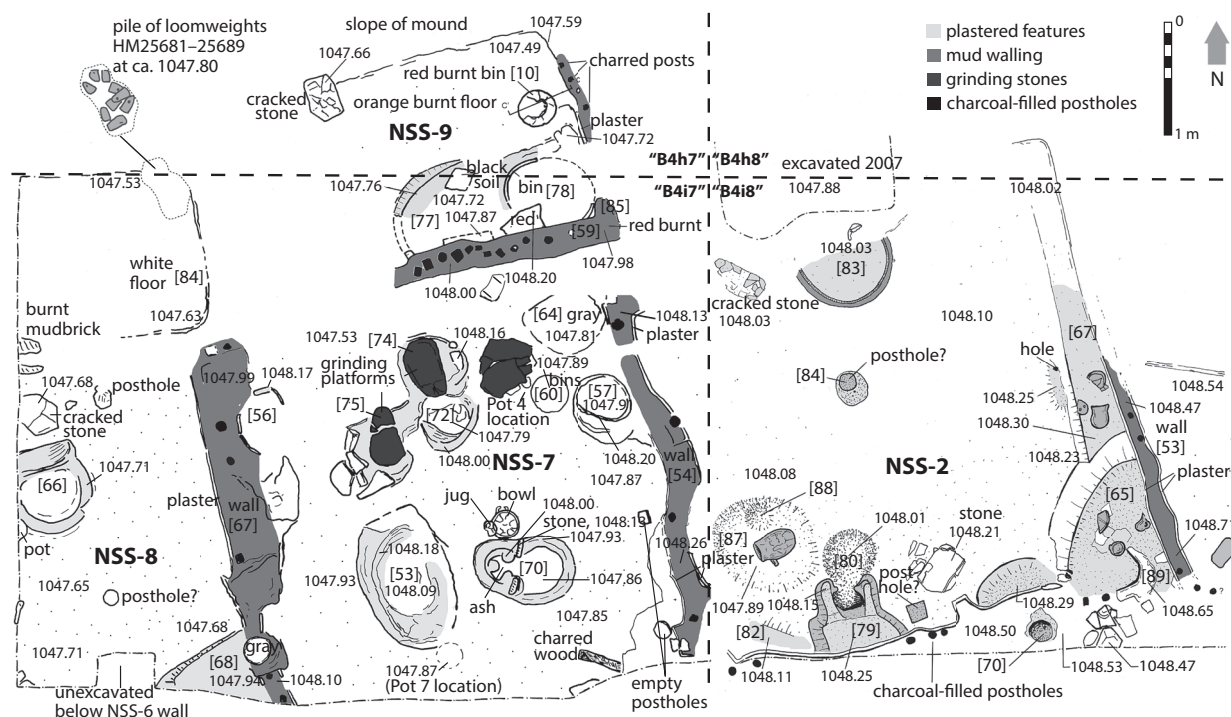 pile of loomweights
HM25681–25689
at ca. 1047.80
slope of mound
1047.59
1047.66
1047.49
charred posts
red burnt bin [10]
cracked
stone
orange burnt floor
NSS-9
plaster
1047.72
plastered features
mud walling
grinding stones
charcoal-filled postholes
0
1 m
N
"B4h7"
"B4h8"
excavated 2007
1047.53
1047.76
black
soil
1047.72
bin
[78]
"B4i7"
"B4i8"
1047.88
1048.02
[77]
1047.87
red
[85]
[59]
red burnt
1047.98
white
floor
[84]
1048.00
1048.20
1048.03
[83]
cracked stone
1048.03
1048.10
1047.63
burnt
mudbrick
1047.53
[74]
1048.16
[64] gray
1047.81
1048.13
plaster
[67]
grinding
platforms
1047.89
bins
[60]
[57]
1047.9
posthole?
[84]
hole
1048.54
1047.68
posthole
1047.99
1048.17
[56]
cracked
stone
[75]
[72]
1047.79
Pot 4
location
1048.25
1048.30
1048.47
wall
[53]
1048.00
NSS-7
1048.20
1047.87
wall
[54]
1048.23
plaster
1047.71
[66]
plaster
wall
[67]
1048.08
NSS-2
[65]
[88]
pot
NSS-8
jug
bowl
1048.00
stone, 1048.13
1047.93
1048.01
stone
1048.21
1048.7
1048.18
[53]
1048.09
1047.93
[70]
1047.86
1048.26
plaster
[87]
[80]
post-
hole?
[89]
1047.65
posthole?
ash
1047.85
1047.89
1048.15
1048.29
1048.65
1047.68
gray
[82]
[79]
1048.50
1047.71
[68]
1047.94
1048.10
1047.87
(Pot 7 location)
charred
wood
empty
postholes
1048.11
1048.25
[70]
1048.53
1048.47
unexcavated
below NSS-6 wall
charcoal-filled postholes
?